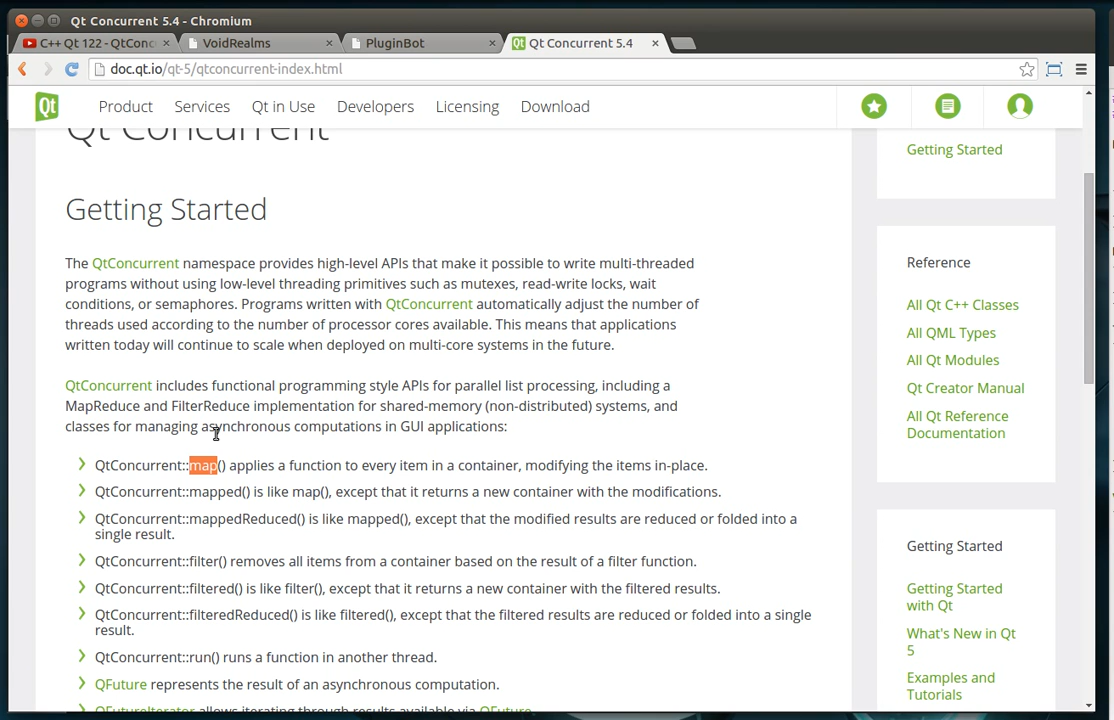 Qt Concurrent 5.4 - Chromium
C++ Qt 122 - QtConc
VoidRealms
PluginBot
Qt Concurrent 5.4
doc.qt.io/qt-5/qtconcurrent-index.html
Qt
Product
Services
Qt in Use
Developers
Licensing
Download
Qt Concurrent
Getting Started
The QtConcurrent namespace provides high-level APIs that make it possible to write multi-threaded
programs without using low-level threading primitives such as mutexes, read-write locks, wait
conditions, or semaphores. Programs written with QtConcurrent automatically adjust the number of
threads used according to the number of processor cores available. This means that applications
written today will continue to scale when deployed on multi-core systems in the future.
QtConcurrent includes functional programming style APIs for parallel list processing, including a
MapReduce and FilterReduce implementation for shared-memory (non-distributed) systems, and
classes for managing asynchronous computations in GUI applications:
QtConcurrent::map() applies a function to every item in a container, modifying the items in-place.
QtConcurrent::mapped() is like map(), except that it returns a new container with the modifications.
QtConcurrent::mappedReduced() is like mapped(), except that the modified results are reduced or folded into a
single result.
QtConcurrent::filter() removes all items from a container based on the result of a filter function.
QtConcurrent::filtered() is like filter(), except that it returns a new container with the filtered results.
QtConcurrent::filteredReduced() is like filtered(), except that the filtered results are reduced or folded into a single
result.
QtConcurrent::run() runs a function in another thread.
QFuture represents the result of an asynchronous computation.
QFutureIterator allows iterating through results available via QFuture.
Getting Started
Reference
All Qt C++ Classes
All QML Types
All Qt Modules
Qt Creator Manual
All Qt Reference
Documentation
Getting Started
Getting Started
with Qt
What's New in Qt
5
Examples and
Tutorials